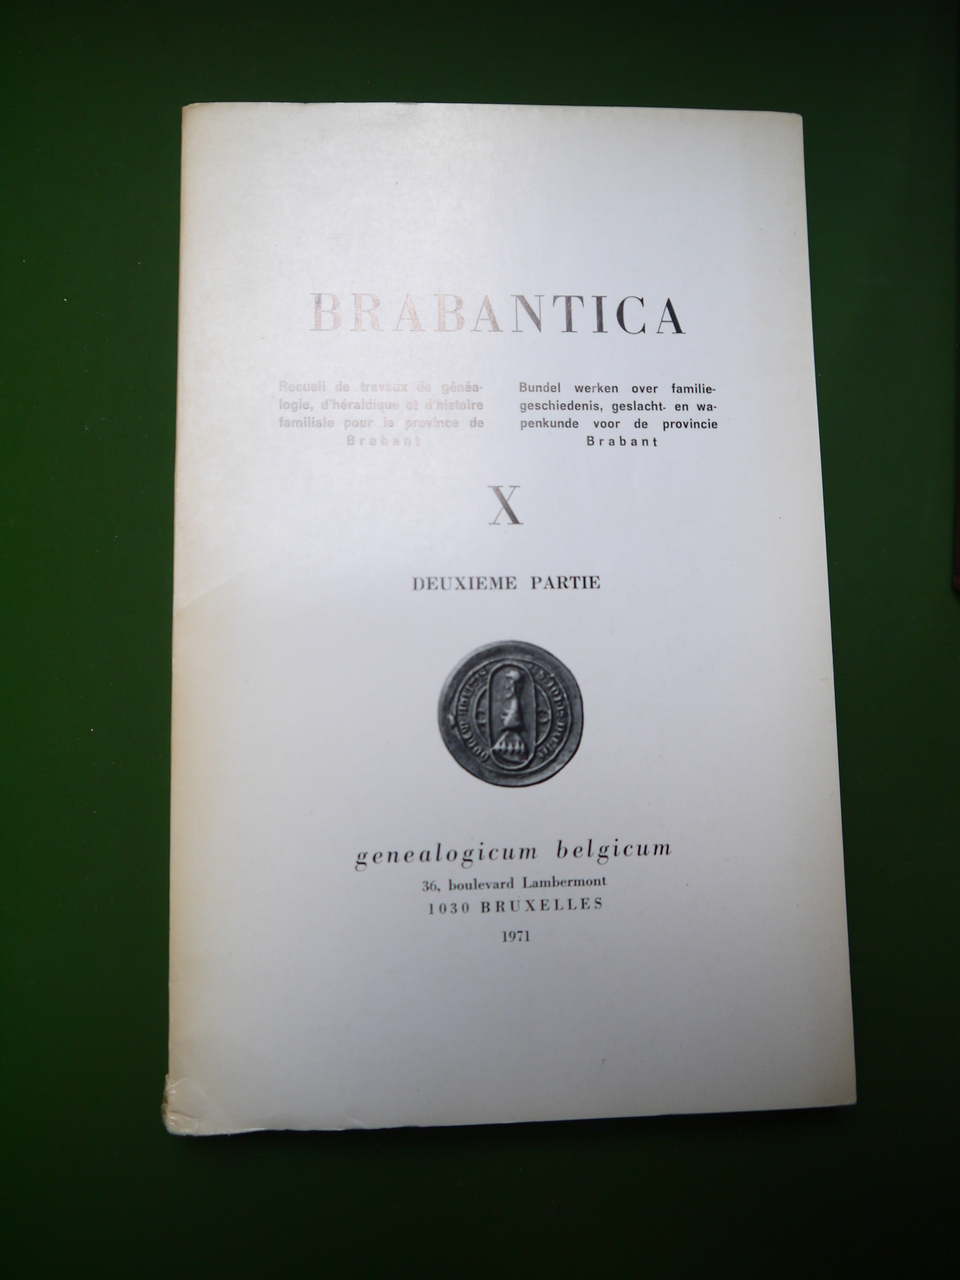 BRABANTICA
Recueil de travaux de généa-
logie, d'héraldique et d'histoire
familiale pour la province de
Brabant
Bundel werken over familie-
geschiedenis, geslacht- en wa-
penkunde voor de provincie
Brabant
X
DEUXIEME PARTIE
genealogicum belgicum
36, boulevard Lambermont
1030 BRUXELLES
1971